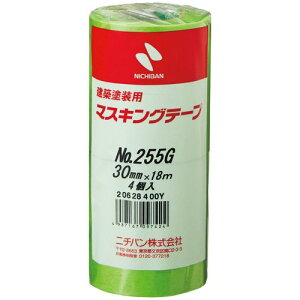 NICHIBAN
建築塗装用
マスキングテープ
No.255G
30mm×18m
4個入
20628400Y
ニチバン株式会社